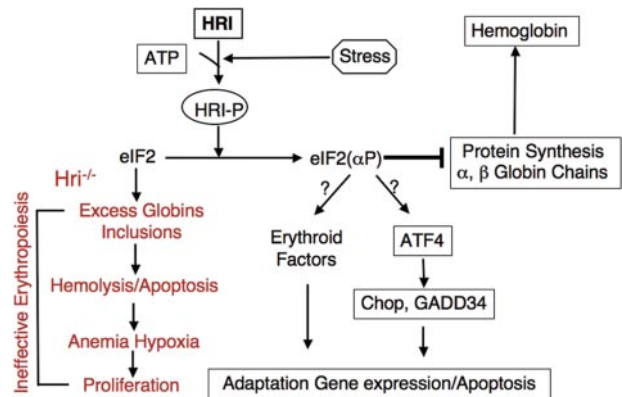 HRI
Hemoglobin
ATP
Stress
HRI-P
eIF2
eIF2(αP)
Protein Synthesis
α, β Globin Chains
Hri-/-
?
?
Excess Globins
Inclusions
Erythroid
Factors
ATF4
Hemolysis/Apoptosis
Chop, GADD34
Anemia Hypoxia
Proliferation
Adaptation Gene expression/Apoptosis
Ineffective Erythropoiesis